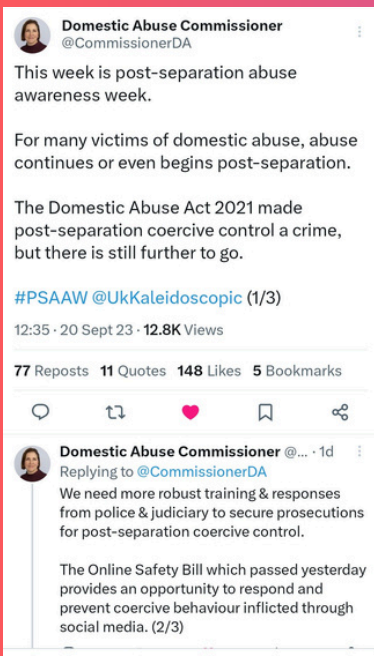 Domestic Abuse Commissioner
@CommissionerDA
This week is post-separation abuse
awareness week.
For many victims of domestic abuse, abuse
continues or even begins post-separation.
The Domestic Abuse Act 2021 made
post-separation coercive control a crime,
but there is still further to go.
#PSAAW @UkKaleidoscopic (1/3)
12:35 · 20 Sept 23 · 12.8K Views
77 Reposts 11 Quotes 148 Likes 5 Bookmarks
Domestic Abuse Commissioner @... · 1d
Replying to @CommissionerDA
We need more robust training & responses
from police & judiciary to secure prosecutions
for post-separation coercive control.
The Online Safety Bill which passed yesterday
provides an opportunity to respond and
prevent coercive behaviour inflicted through
social media. (2/3)